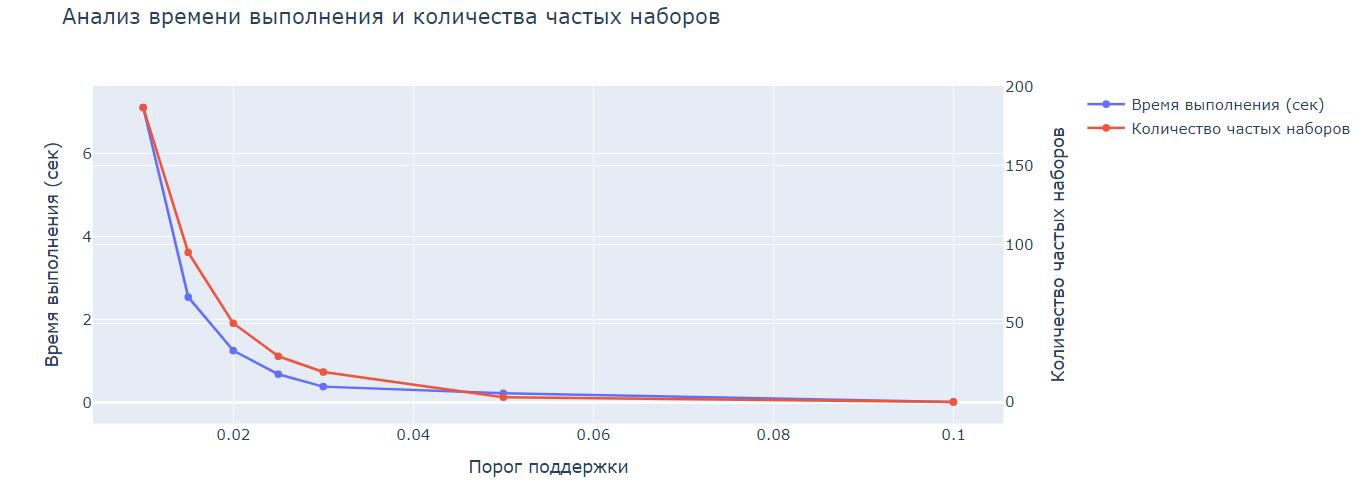 Анализ времени выполнения и количества частых наборов
Время выполнения (сек)
6
4
2
0
200
150
100
50
0
Количество частых наборов
0.02
0.04
0.06
0.08
0.1
Порог поддержки
Время выполнения (сек)
Количество частых наборов